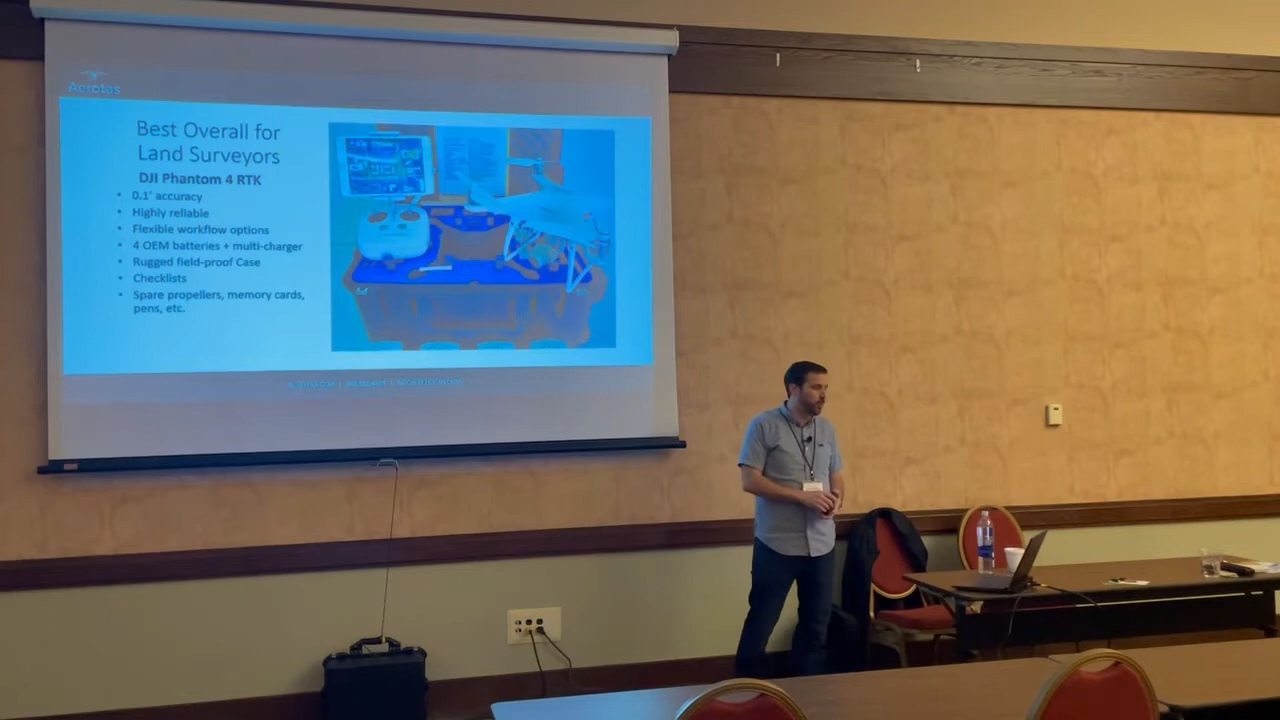 Aerotas
Best Overall for
Land Surveyors
DJI Phantom 4 RTK
• 0.1' accuracy
• Highly reliable
• Flexible workflow options
• 4 OEM batteries + multi-charger
• Rugged field-proof Case
• Checklists
• Spare propellers, memory cards,
pens, etc.